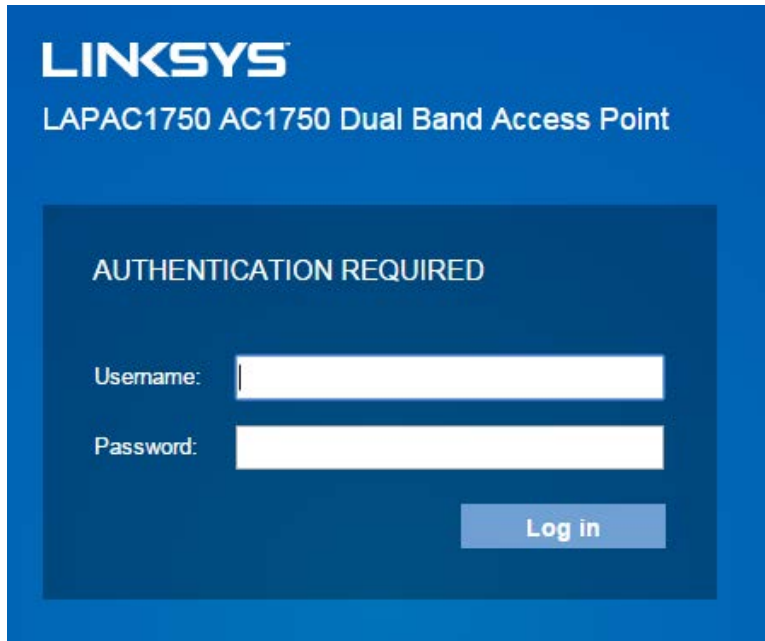 LINKSYS
LAPAC1750 AC1750 Dual Band Access Point
AUTHENTICATION REQUIRED
Username:
Password:
Log in